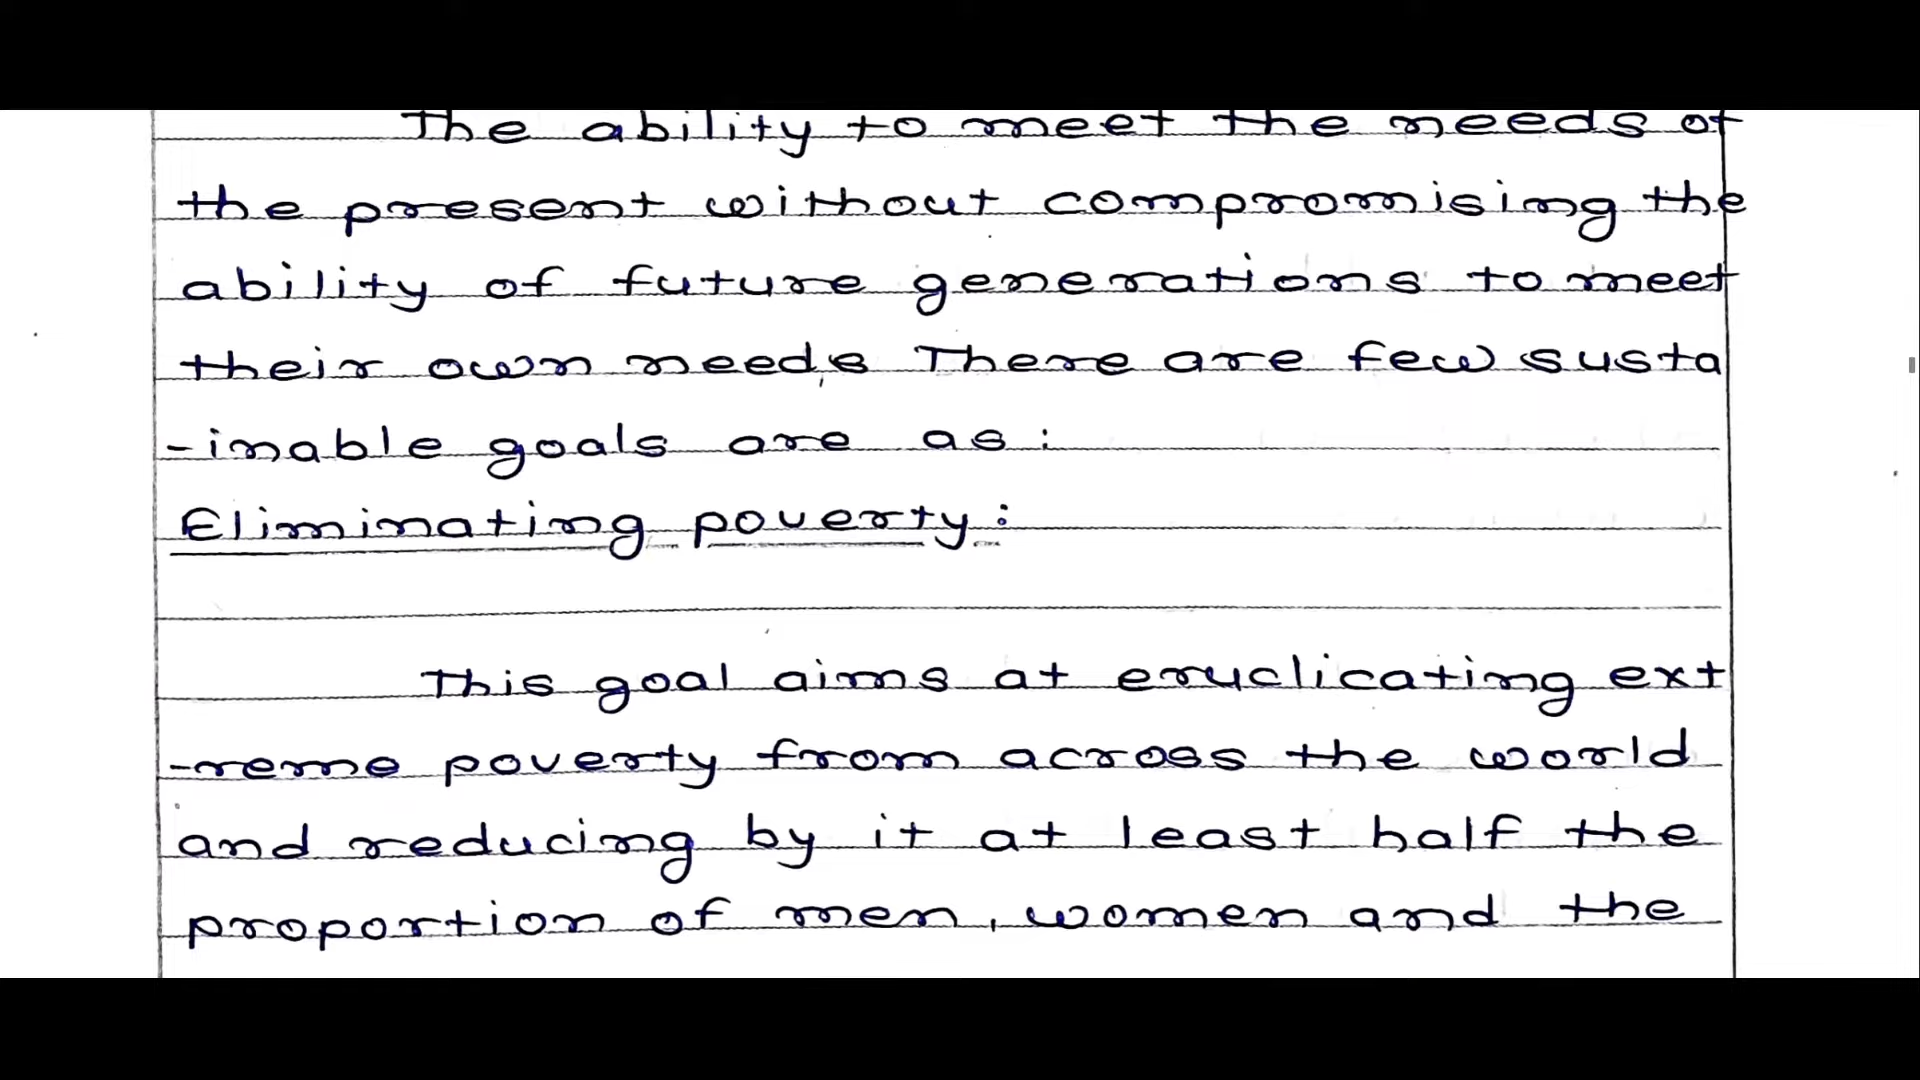 The ability to meet the needs of
the present without compromising the
ability of future generations to meet
their own needs, There are few susta
-inable goals are as:
Eliminating poverty:
This goal aims at eruclicating ext
-reme poverty from across the world
and reducing by it at least half the
proportion of men, women and the